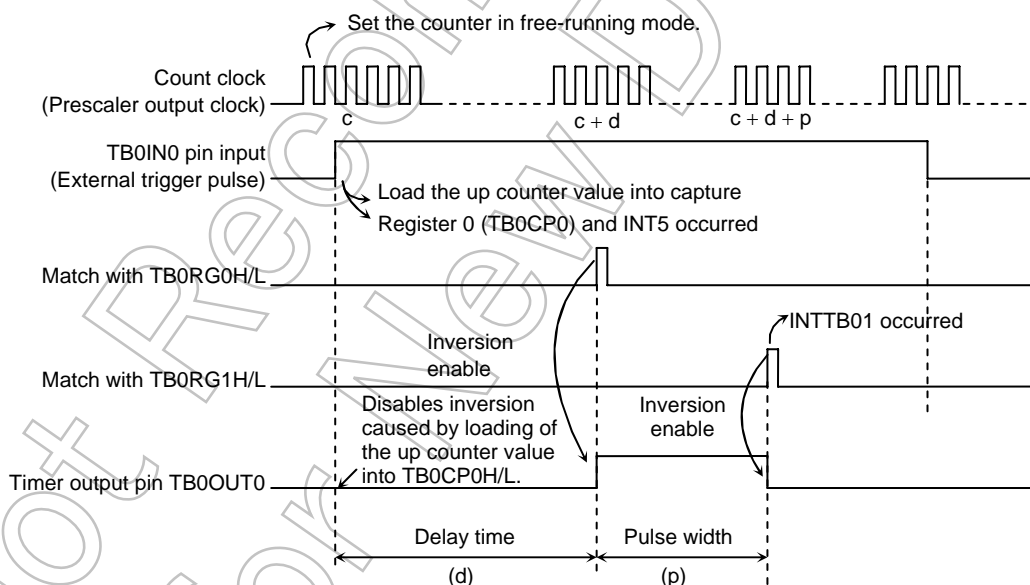 Set the counter in free-running mode.
Count clock
(Prescaler output clock)
c
c + d
c + d + p
TB0IN0 pin input
(External trigger pulse)
Load the up counter value into capture
Register 0 (TB0CP0) and INT5 occurred
Match with TB0RG0H/L
INTTB01 occurred
Inversion
enable
Match with TB0RG1H/L
Disables inversion
caused by loading of
the up counter value
into TB0CP0H/L.
Inversion
enable
Timer output pin TB0OUT0
Delay time
Pulse width
(d)
(p)